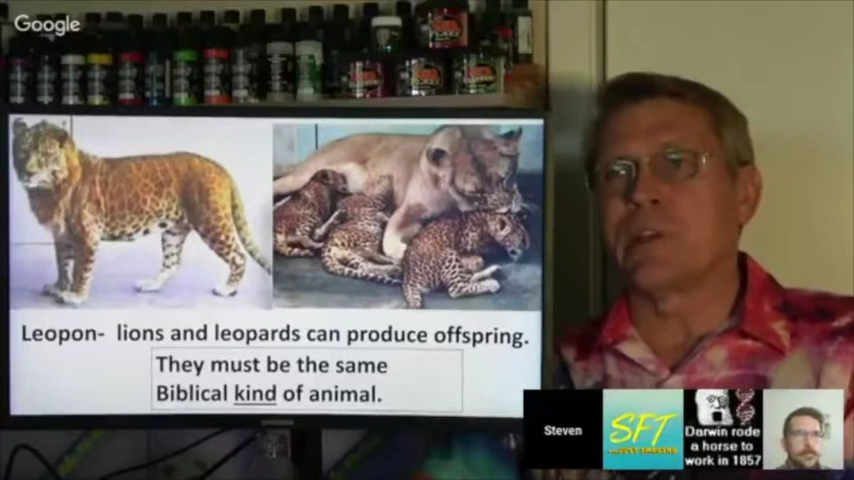 Google
Leopon- lions and leopards can produce offspring.
They must be the same
Biblical kind of animal.
Steven
SFT
Darwin rode
a horse to
work in 1857